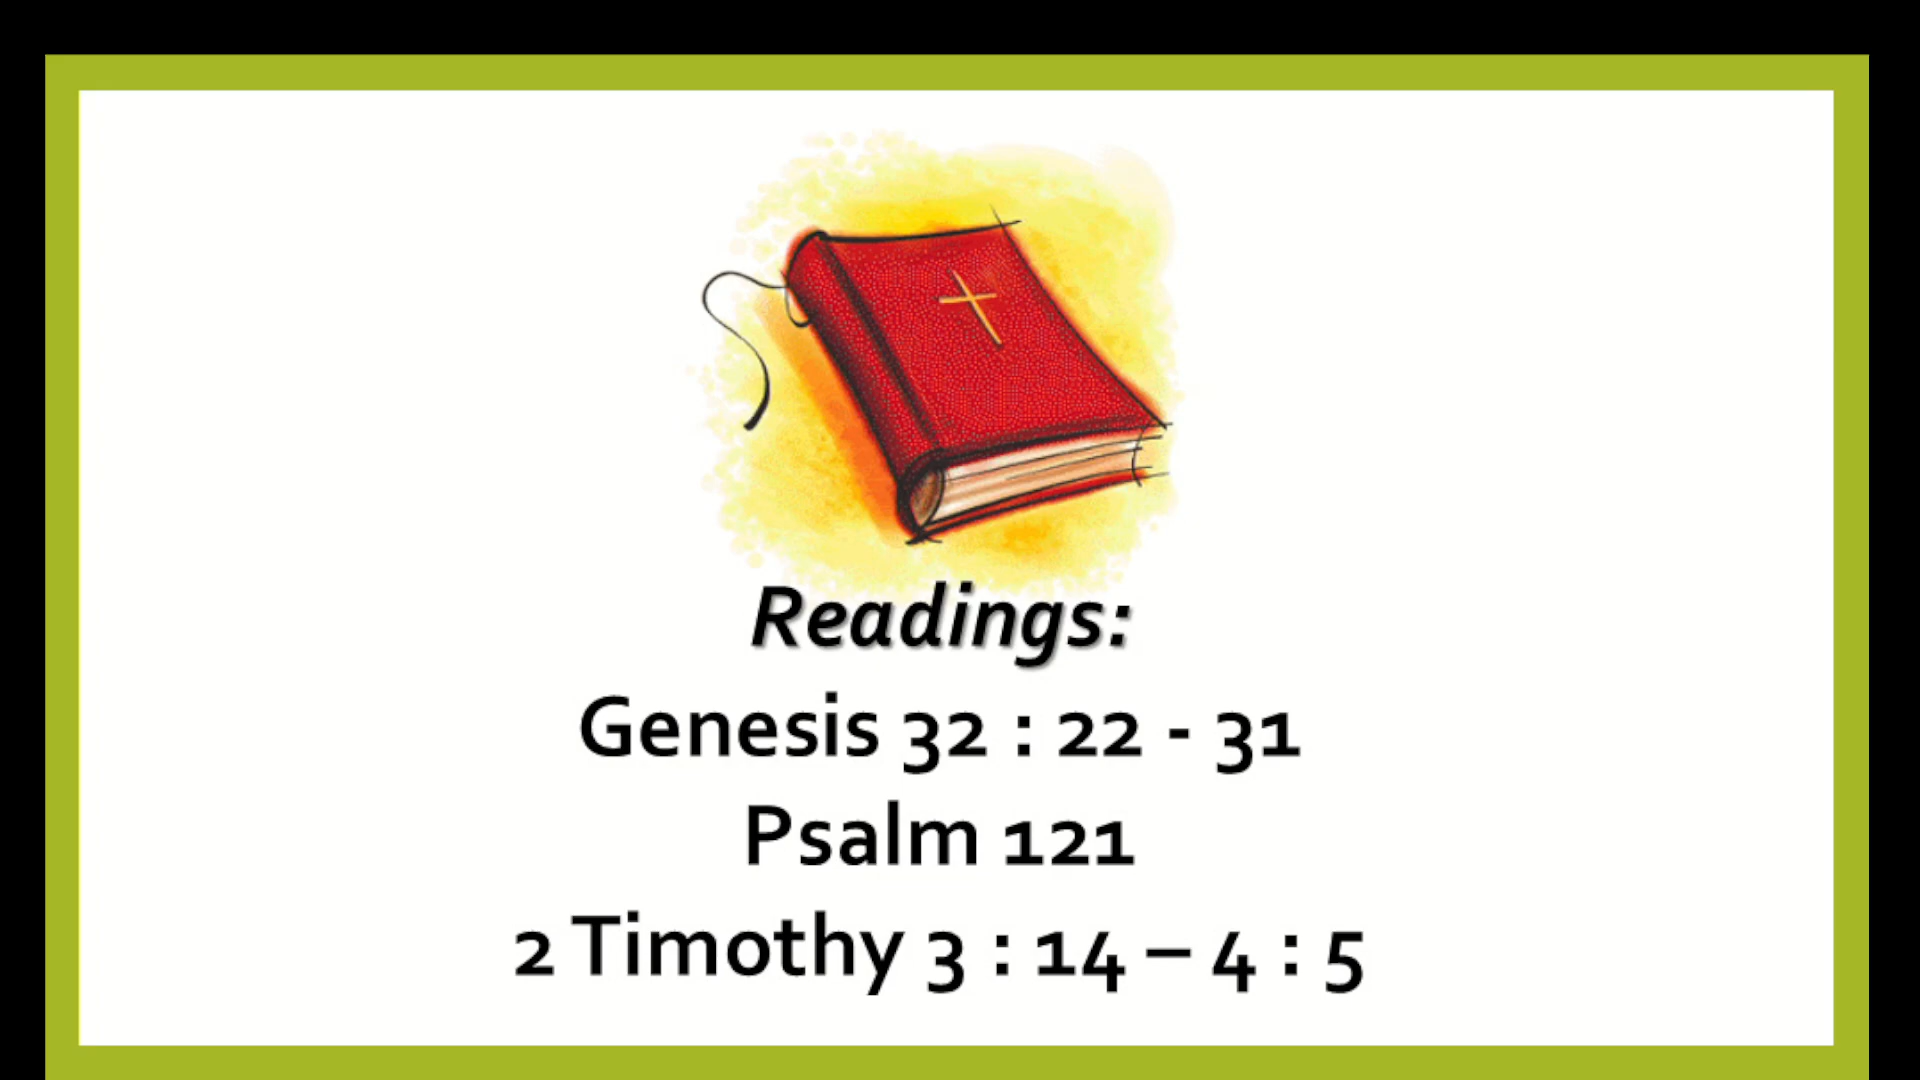 Readings:
Genesis 32 : 22 - 31
Psalm 121
2 Timothy 3 : 14 – 4 : 5